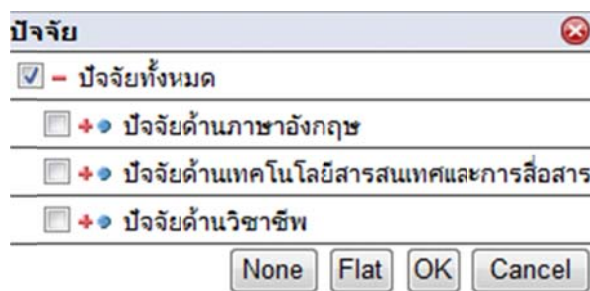 ปัจจัย
ปัจจัยทั้งหมด
ปัจจัยด้านภาษาอังกฤษ
ปัจจัยด้านเทคโนโลยีสารสนเทศและการสื่อสาร
ปัจจัยด้านวิชาชีพ
None Flat OK Cancel